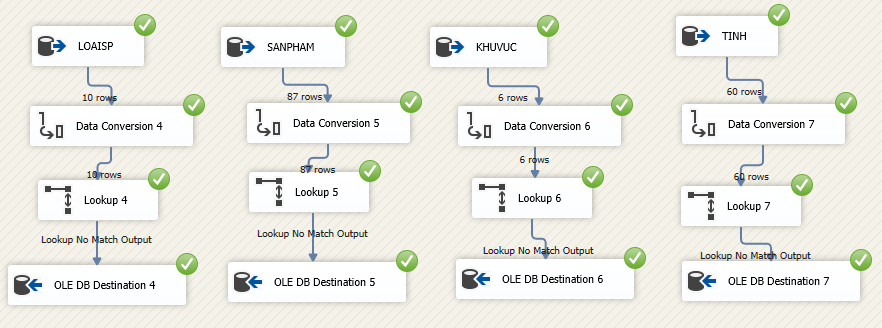 LOAISP
10 rows
Data Conversion 4
10 rows
Lookup 4
Lookup No Match Output
OLE DB Destination 4
SANPHAM
87 rows
Data Conversion 5
87 rows
Lookup 5
Lookup No Match Output
OLE DB Destination 5
KHUVUC
6 rows
Data Conversion 6
6 rows
Lookup 6
Lookup No Match Output
OLE DB Destination 6
TINH
60 rows
Data Conversion 7
60 rows
Lookup 7
Lookup No Match Output
OLE DB Destination 7